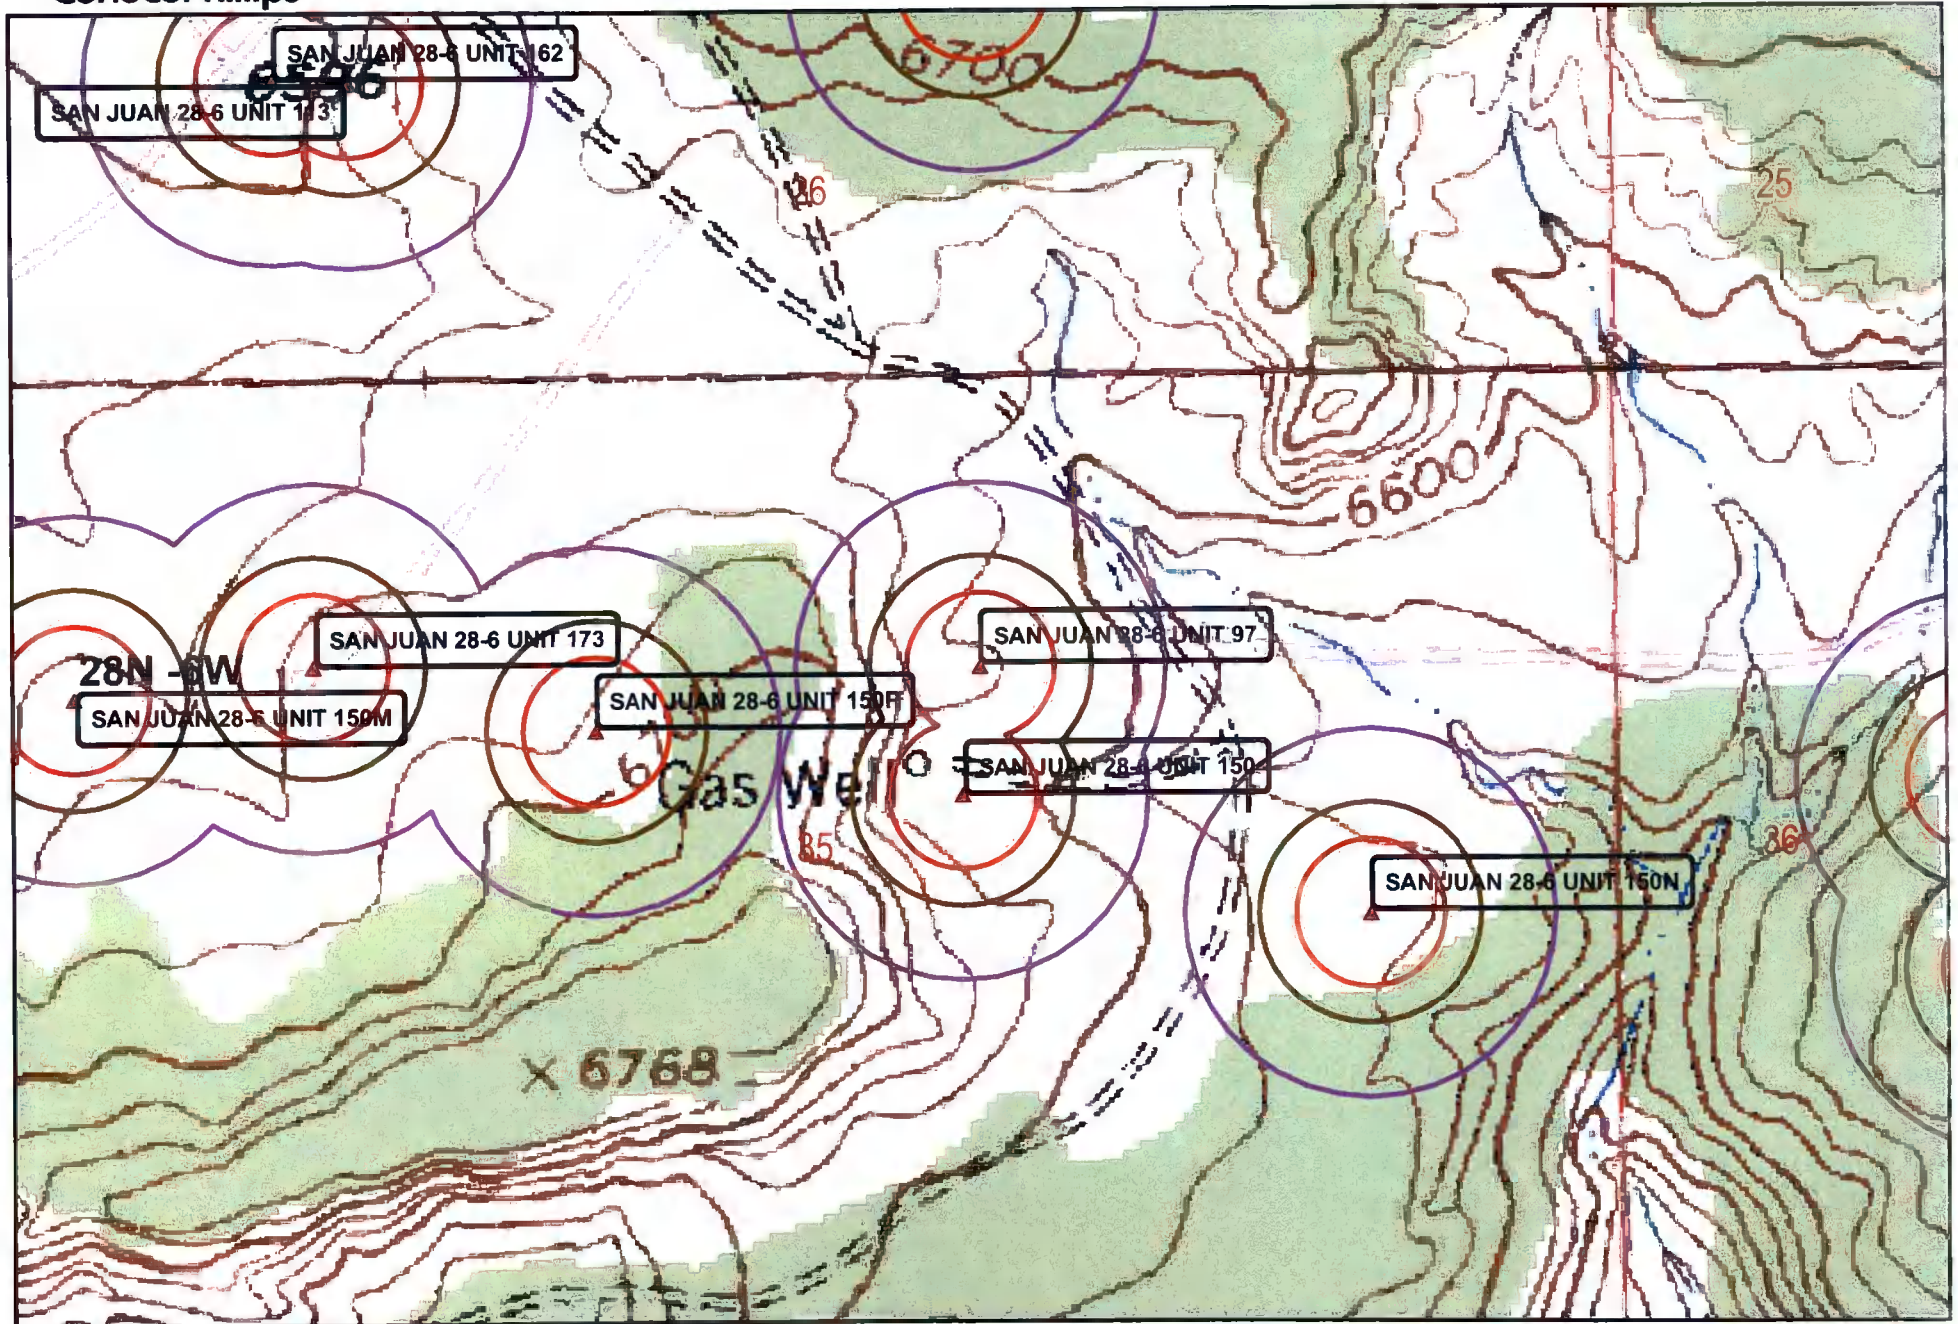 SAN JUAN 28-6 UNIT 162
6596
SAN JUAN 28-6 UNIT 113
6700
26
25
6600
SAN JUAN 28-6 UNIT 97
SAN JUAN 28-6 UNIT 173
28N -6W
SAN JUAN 28-6 UNIT 150P
SAN JUAN 28-6 UNIT 150M
SAN JUAN 28-6 UNIT 150
Gas Well
35
36
SAN JUAN 28-6 UNIT 150N
6768